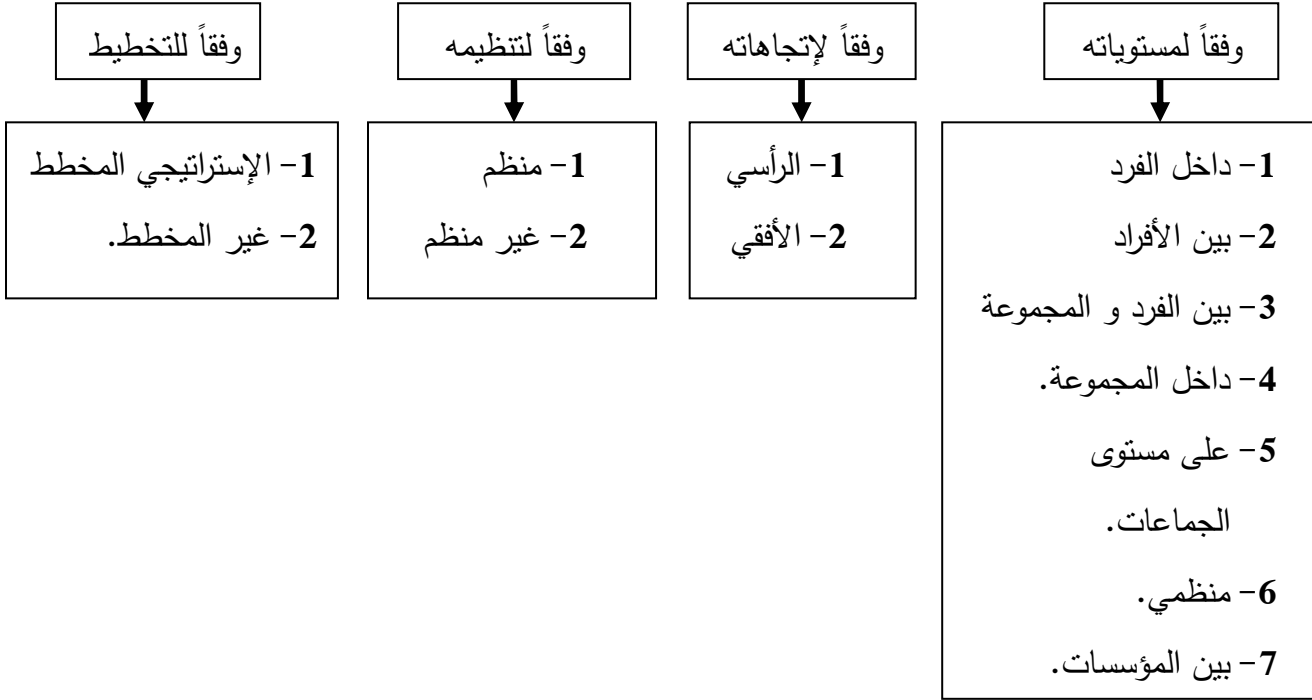 وفقاً لمستوياته
1- داخل الفرد
2- بين الأفراد
3- بين الفرد و المجموعة
4- داخل المجموعة.
5- على مستوى
الجماعات.
6- منظمي.
7- بين المؤسسات.
وفقاً لإتجاهاته
1- الرأسي
2- الأفقي
وفقاً لتنظيمه
1- منظم
2- غير منظم
وفقاً للتخطيط
1- الإستراتيجي المخطط
2- غير المخطط.